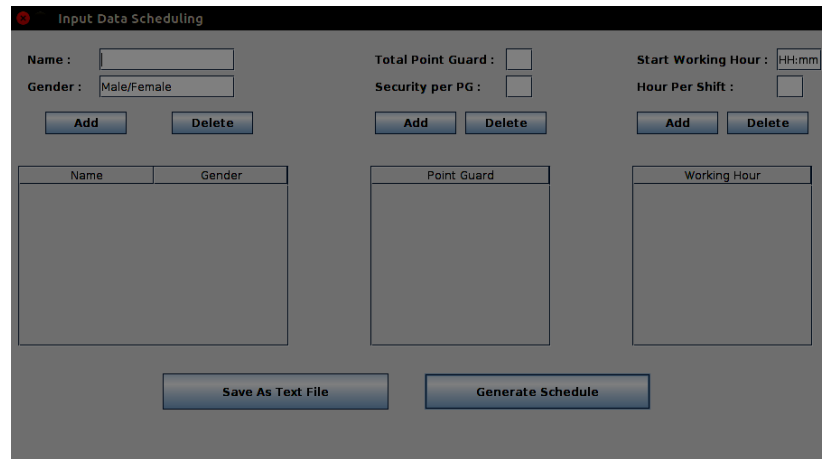 Input Data Scheduling
Name : Total Point Guard : Start Working Hour : HH:mm
Gender : Male/Female Security per PG : Hour Per Shift :
Add Delete Add Delete Add Delete
Name Gender Point Guard Working Hour
Save As Text File Generate Schedule